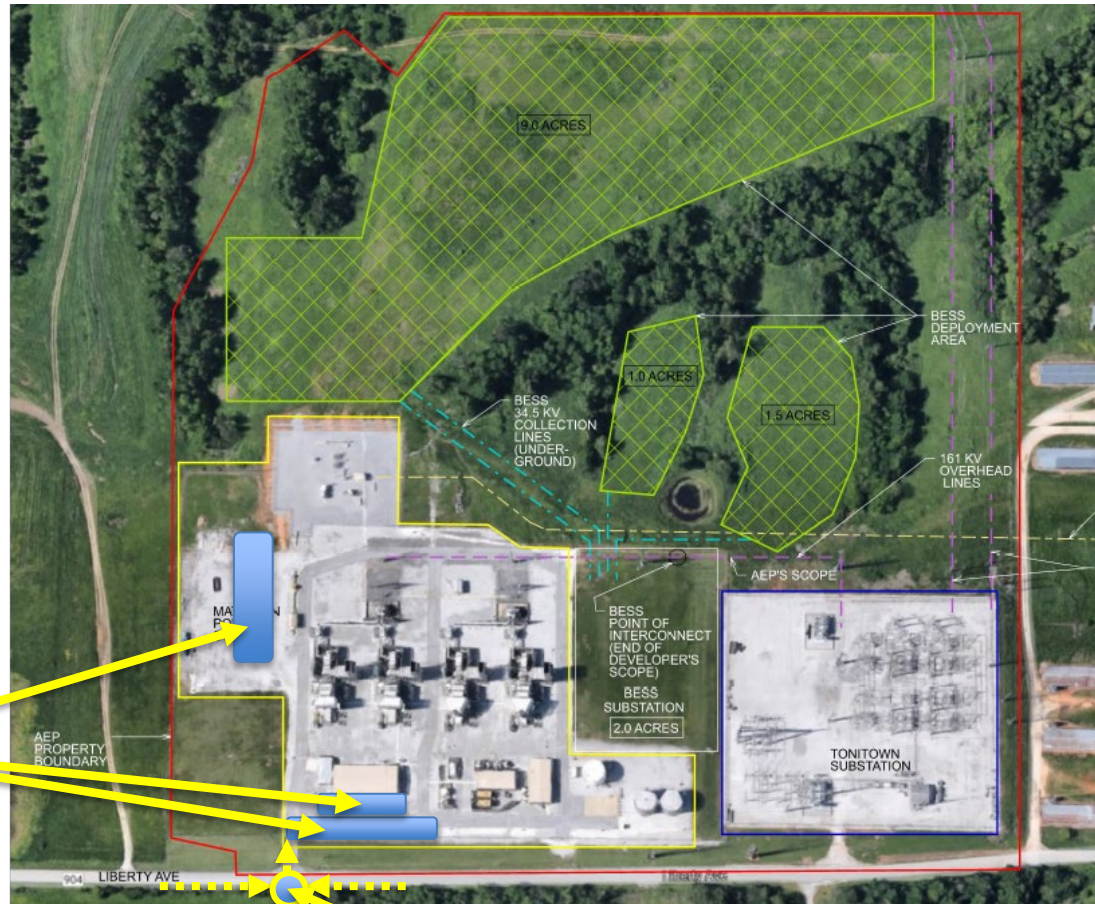 9.0 ACRES
BESS
DEPLOYMENT
AREA
1.0 ACRES
BESS
34.5 KV
COLLECTION
LINES
(UNDER-
GROUND)
1.5 ACRES
161 KV
OVERHEAD
LINES
AEP'S SCOPE
BESS
POINT OF
INTERCONNECT
(END OF
DEVELOPER'S
SCOPE)
BESS
SUBSTATION
2.0 ACRES
AEP
PROPERTY
BOUNDARY
TONITOWN
SUBSTATION
904 LIBERTY AVE
Liberty Ave